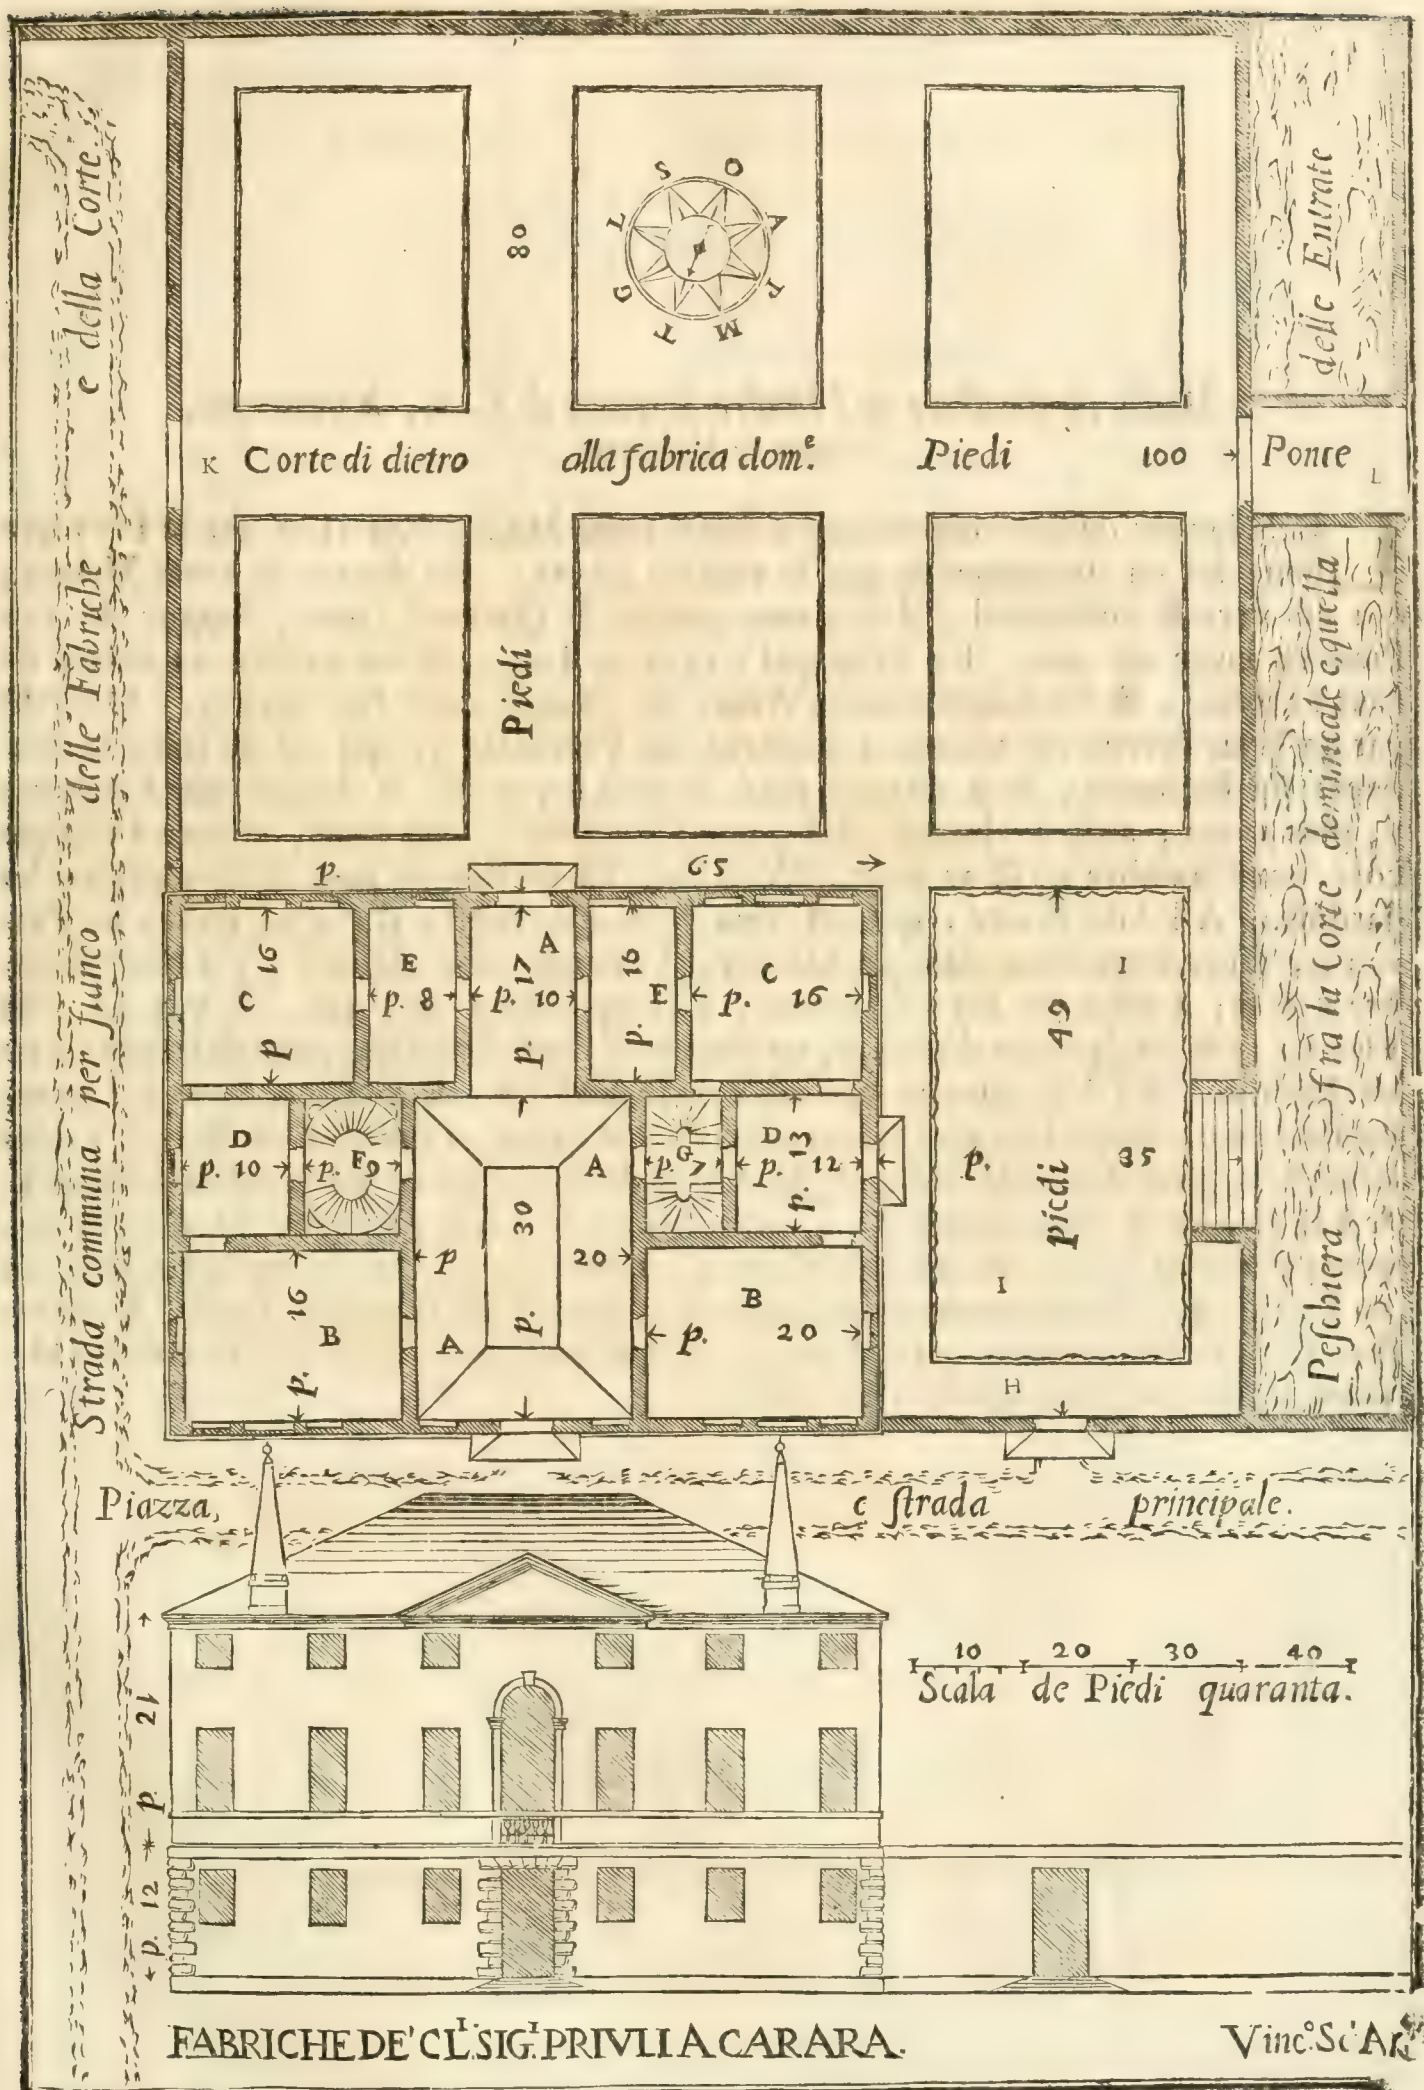 Strada communa per fianco delle Fabriche e della Corte.
S O A P M T G L
80
delle Entrate
K Corte di dietro alla fabrica dom.e Piedi 100 Ponte L
Piedi
Peschiera fra la Corte dominicale e quella
p. 65
16 C p
E p. 8
17 A p. 10 p.
16 E p.
C p. 16
49 I
D p. 10
p. F 9
A
p. G 7
D 13 p. 12 p.
p. 35
piedi
30
p 20
p.
16 B p.
A
B p. 20
I
H
Piazza, e ſtrada principale.
10 20 30 40
Scala de Piedi quaranta.
p. 21
p. 12
FABRICHE DE' CL.I SIG.I PRIVLI A CARARA.
Vinc.o Sc' Ar